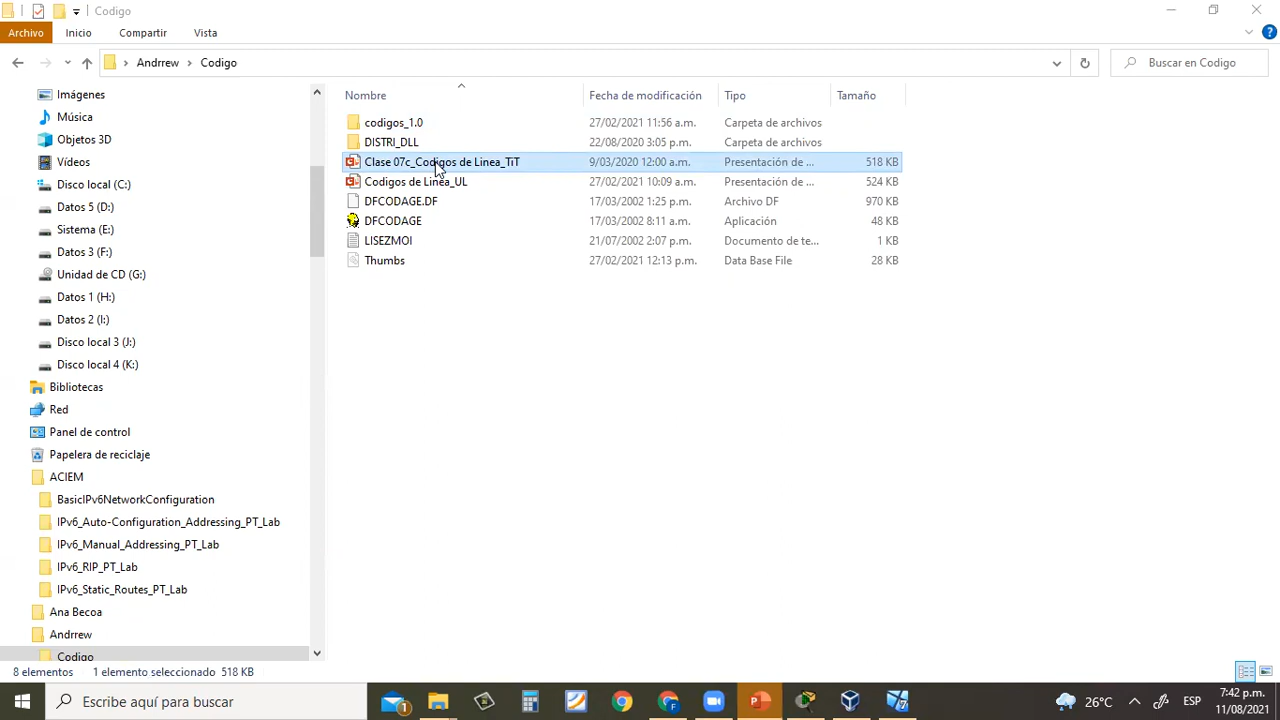 Codigo
Archivo Inicio Compartir Vista
Andrrew Codigo Buscar en Codigo
Nombre Fecha de modificación Tipo Tamaño
codigos_1.0 27/02/2021 11:56 a.m. Carpeta de archivos
DISTRI_DLL 22/08/2020 3:05 p.m. Carpeta de archivos
Clase 07c_Codigos de Linea_TiT 9/03/2020 12:00 a.m. Presentación de ... 518 KB
Codigos de Linea_UL 27/02/2021 10:09 a.m. Presentación de ... 524 KB
DFCODAGE.DF 17/03/2002 1:25 p.m. Archivo DF 970 KB
DFCODAGE 17/03/2002 8:11 a.m. Aplicación 48 KB
LISEZMOI 21/07/2002 2:07 p.m. Documento de te... 1 KB
Thumbs 27/02/2021 12:13 p.m. Data Base File 28 KB
Imágenes
Música
Objetos 3D
Vídeos
Disco local (C:)
Datos 5 (D:)
Sistema (E:)
Datos 3 (F:)
Unidad de CD (G:)
Datos 1 (H:)
Datos 2 (I:)
Disco local 3 (J:)
Disco local 4 (K:)
Bibliotecas
Red
Panel de control
Papelera de reciclaje
ACIEM
BasicIPv6NetworkConfiguration
IPv6_Auto-Configuration_Addressing_PT_Lab
IPv6_Manual_Addressing_PT_Lab
IPv6_RIP_PT_Lab
IPv6_Static_Routes_PT_Lab
Ana Becoa
Andrrew
Codigo
8 elementos 1 elemento seleccionado 518 KB
Escribe aquí para buscar 26°C ESP 7:42 p.m.
11/08/2021